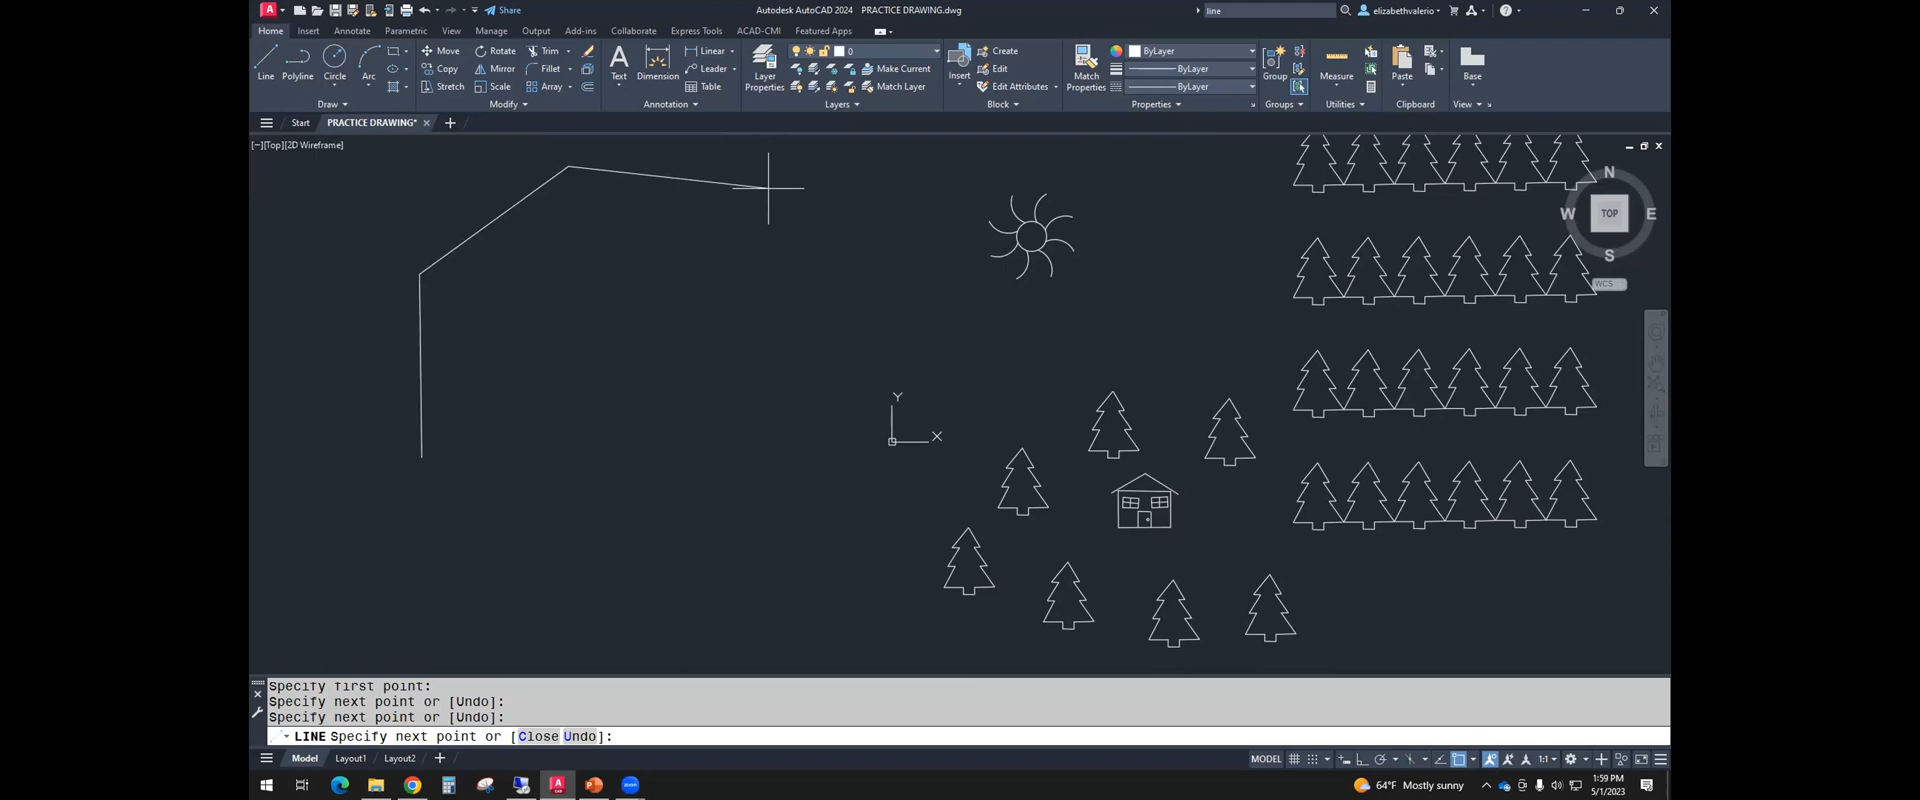 Share
Autodesk AutoCAD 2024 PRACTICE DRAWING.dwg
line
elizabethvalerio
Home Insert Annotate Parametric View Manage Output Add-ins Collaborate Express Tools ACAD-CMI Featured Apps
Line Polyline Circle Arc
Move Rotate Trim
Copy Mirror Fillet
Stretch Scale Array
Text Dimension
Linear
Leader
Table
Layer Properties
0
Make Current
Match Layer
Insert
Create
Edit
Edit Attributes
Match Properties
ByLayer
ByLayer
ByLayer
Group
Measure
Paste
Base
Draw Modify Annotation Layers Block Properties Groups Utilities Clipboard View
Start PRACTICE DRAWING*
[−][Top][2D Wireframe]
N
W TOP E
S
WCS
Y
X
Specify first point:
Specify next point or [Undo]:
Specify next point or [Undo]:
LINE Specify next point or [Close Undo]:
Model Layout1 Layout2
MODEL
1:1
zoom
64°F Mostly sunny
1:59 PM
5/1/2023